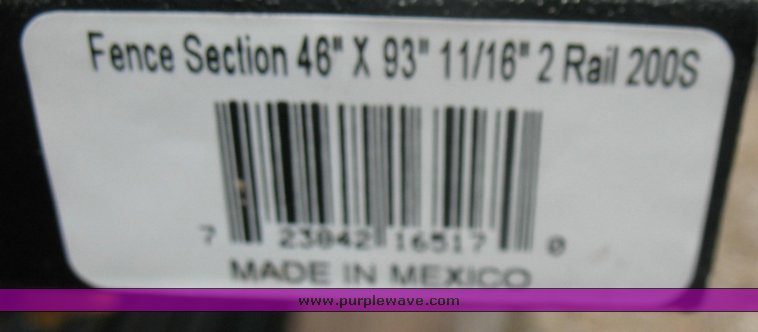 Fence Section 46" X 93" 11/16" 2 Rail 200S
7 23842 16517 0
MADE IN MEXICO
www.purplewave.com